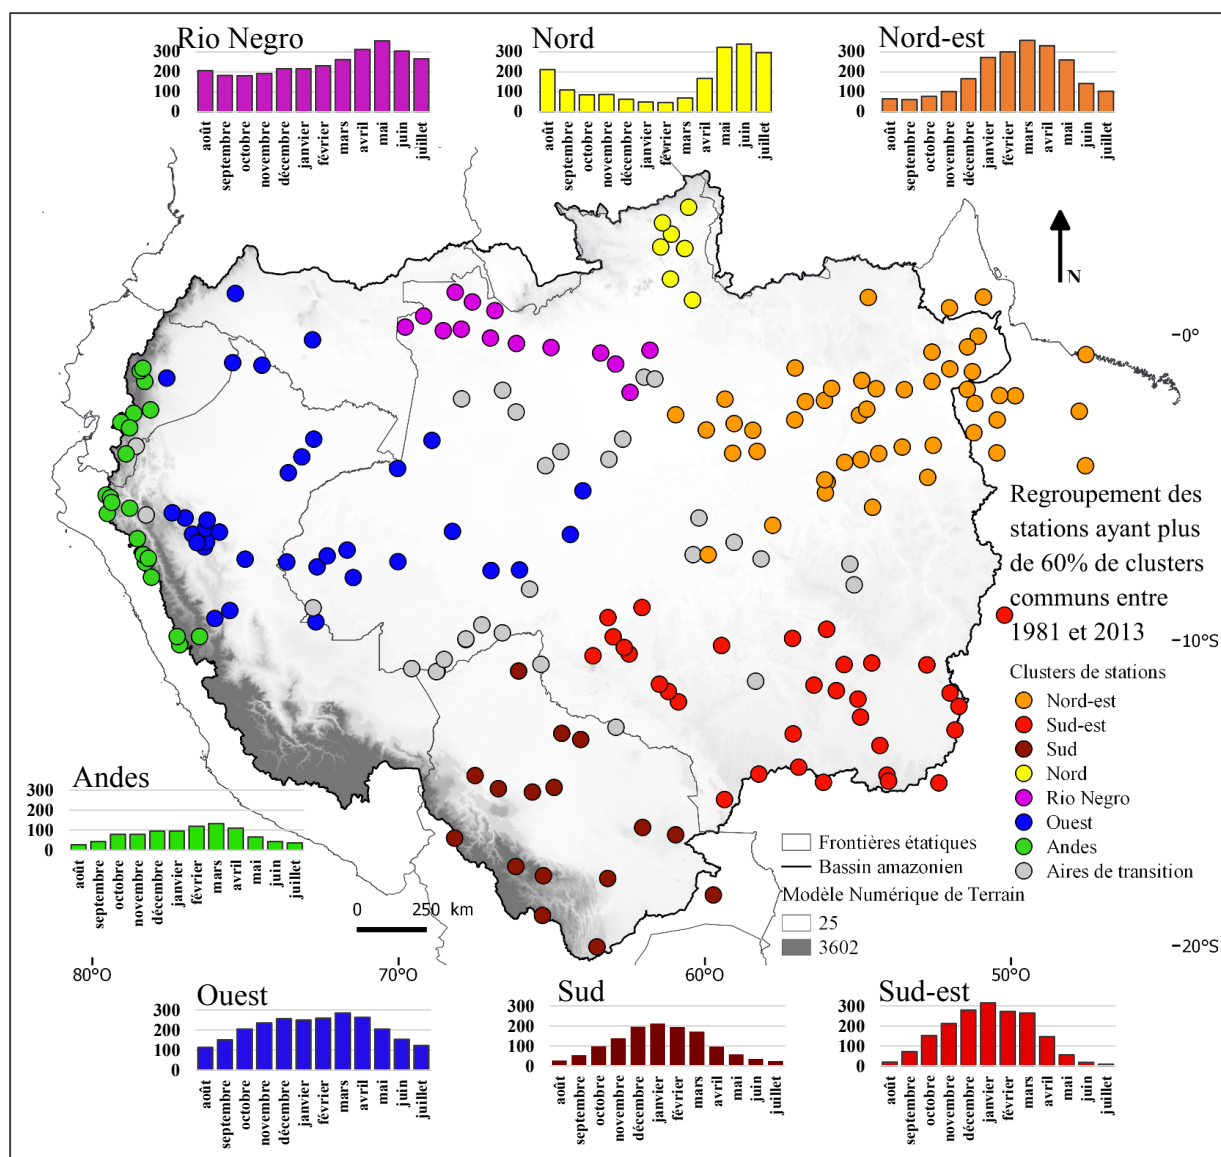 Rio Negro
300
200
100
0
août
septembre
octobre
novembre
décembre
janvier
février
mars
avril
mai
juin
juillet
Nord
300
200
100
0
août
septembre
octobre
novembre
décembre
janvier
février
mars
avril
mai
juin
juillet
Nord-est
300
200
100
0
août
septembre
octobre
novembre
décembre
janvier
février
mars
avril
mai
juin
juillet
N
0°
Regroupement des
stations ayant plus
de 60% de clusters
communs entre
1981 et 2013
10°S
Clusters de stations
Nord-est
Sud-est
Sud
Nord
Rio Negro
Ouest
Andes
Aires de transition
Frontières étatiques
Bassin amazonien
Modèle Numérique de Terrain
25
3602
20°S
Andes
300
200
100
0
août
septembre
octobre
novembre
décembre
janvier
février
mars
avril
mai
juin
juillet
0 250 km
80°O
70°O
60°O
50°O
Ouest
300
200
100
0
août
septembre
octobre
novembre
décembre
janvier
février
mars
avril
mai
juin
juillet
Sud
300
200
100
0
août
septembre
octobre
novembre
décembre
janvier
février
mars
avril
mai
juin
juillet
Sud-est
300
200
100
0
août
septembre
octobre
novembre
décembre
janvier
février
mars
avril
mai
juin
juillet